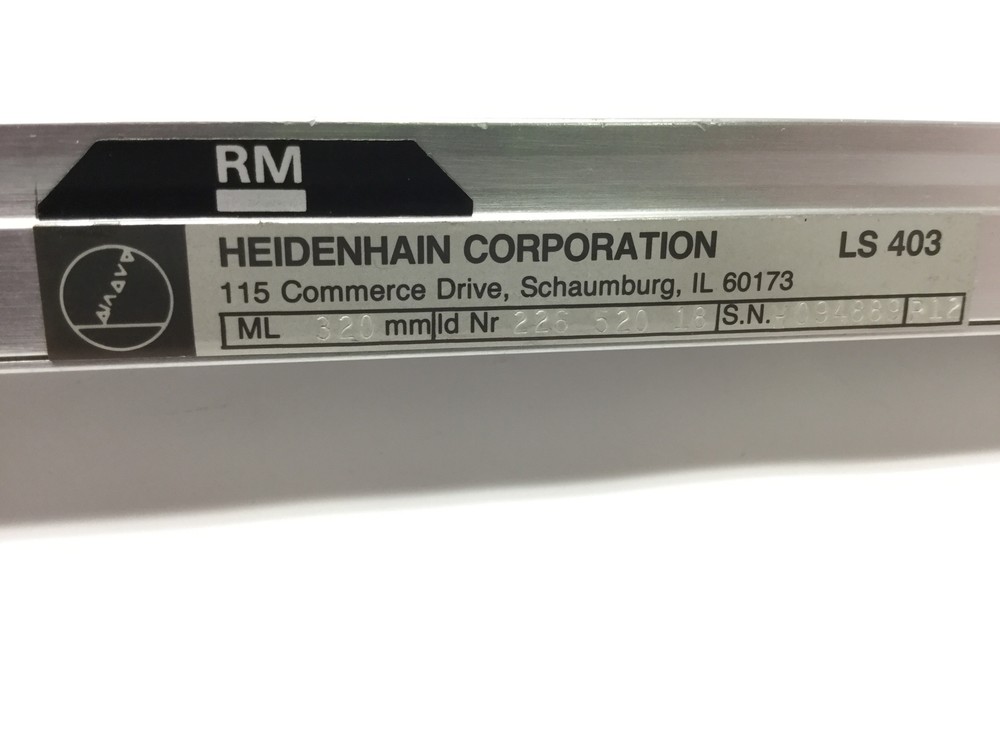 RM
HEIDENHAIN CORPORATION LS 403
115 Commerce Drive, Schaumburg, IL 60173
ML 320 mm Id Nr 226 620 18 S.N. 094889